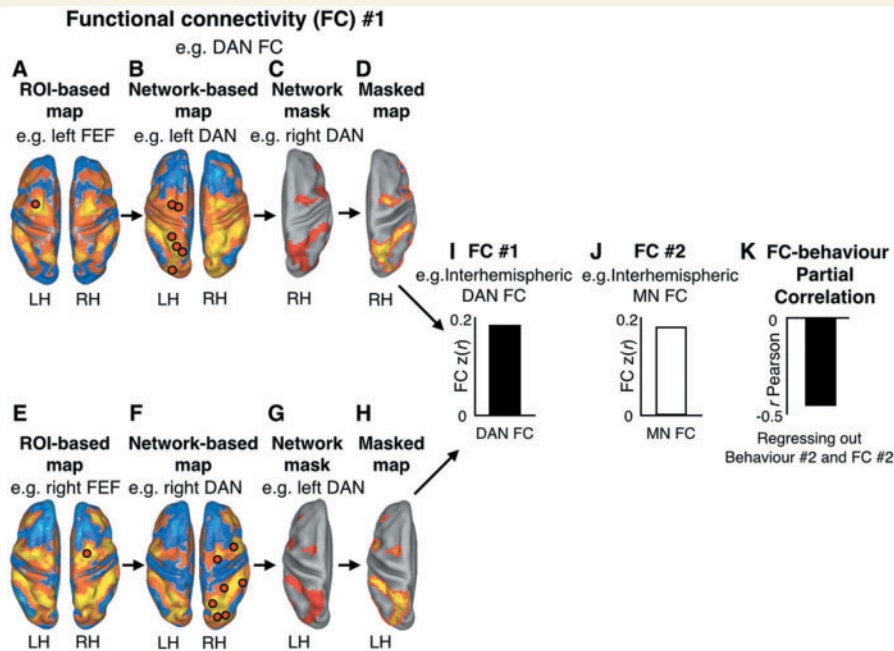 Functional connectivity (FC) #1
e.g. DAN FC
A B C D
ROI-based Network-based Network Masked
map map mask map
e.g. left FEF e.g. left DAN e.g. right DAN
LH RH LH RH RH RH
I FC #1 J FC #2 K FC-behaviour
e.g.Interhemispheric e.g.Interhemispheric Partial
DAN FC MN FC Correlation
0.2 0.2 0
FC z(r) FC z(r) r Pearson
0 0 -0.5
DAN FC MN FC Regressing out
Behaviour #2 and FC #2
E F G H
ROI-based Network-based Network Masked
map map mask map
e.g. right FEF e.g. right DAN e.g. left DAN
LH RH LH RH LH LH